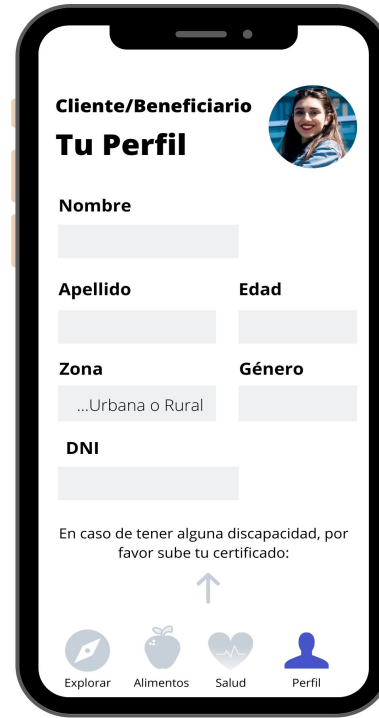 Cliente/Beneficiario
Tu Perfil
Nombre
Apellido Edad
Zona Género
...Urbana o Rural
DNI
En caso de tener alguna discapacidad, por
favor sube tu certificado:
Explorar Alimentos Salud Perfil